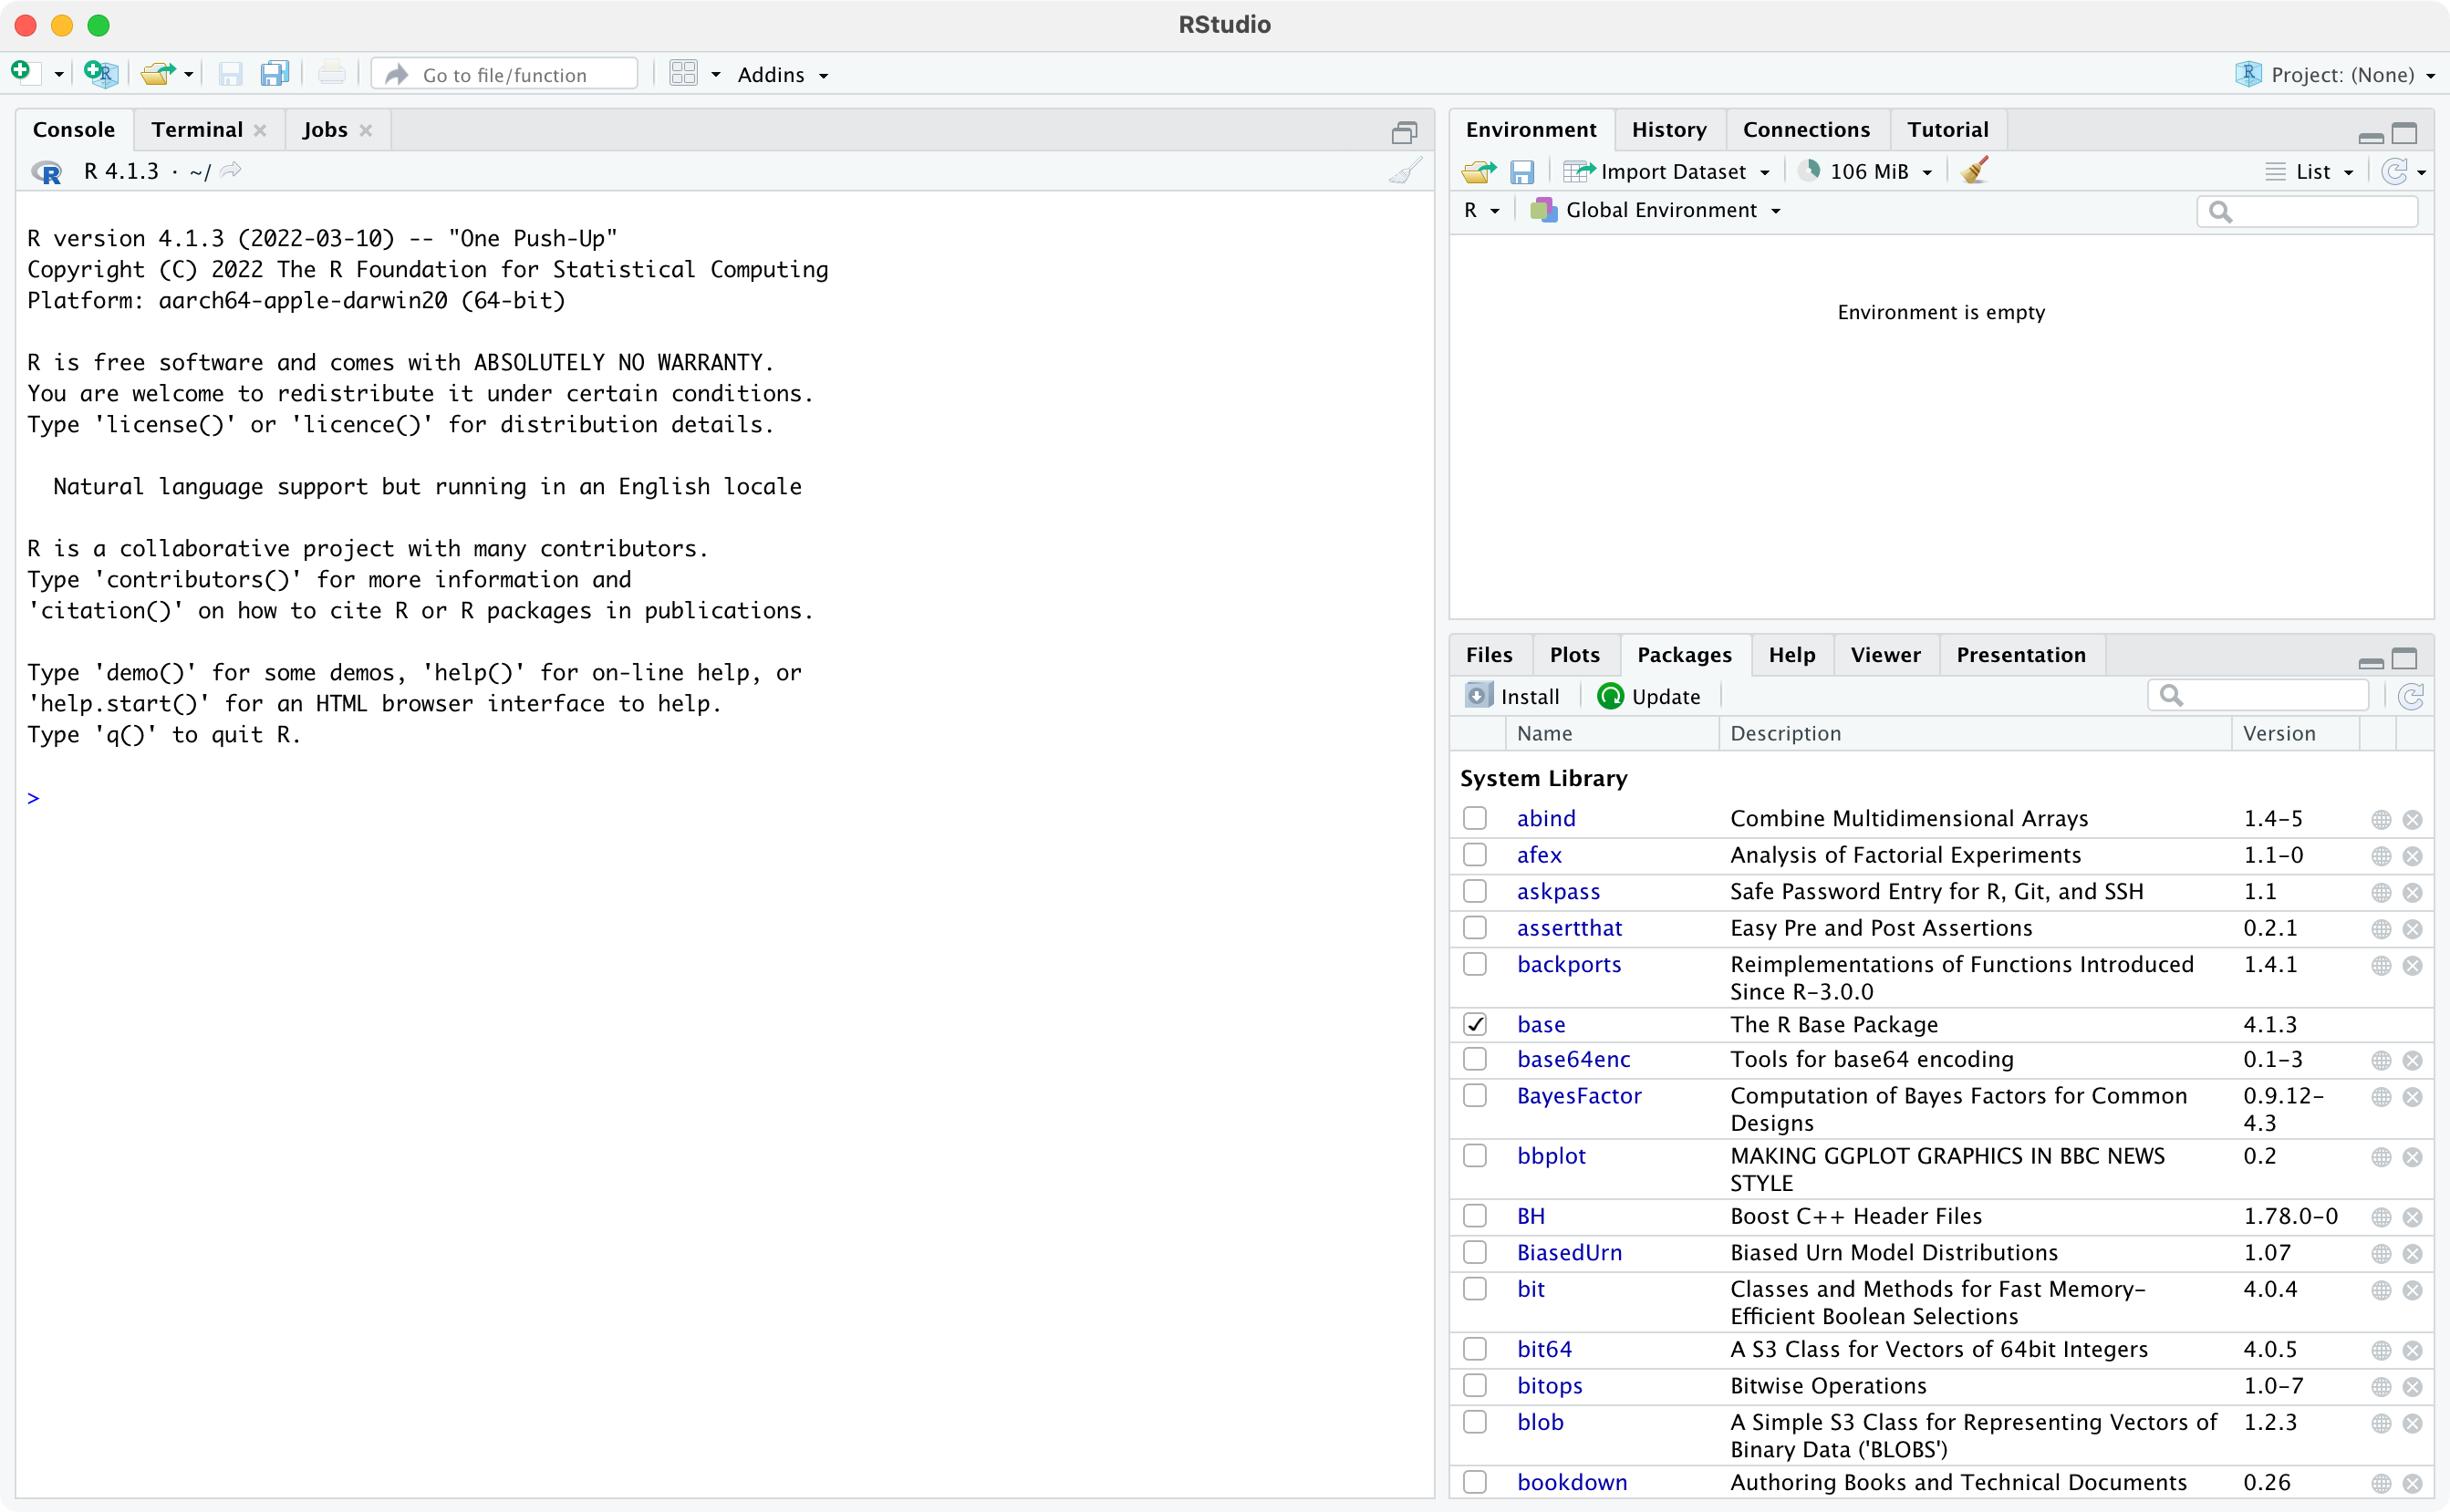 RStudio
Go to file/function
Addins
Project: (None)
Console
Terminal
Jobs
R 4.1.3 · ~/
R version 4.1.3 (2022-03-10) -- "One Push-Up"
Copyright (C) 2022 The R Foundation for Statistical Computing
Platform: aarch64-apple-darwin20 (64-bit)
R is free software and comes with ABSOLUTELY NO WARRANTY.
You are welcome to redistribute it under certain conditions.
Type 'license()' or 'licence()' for distribution details.
Natural language support but running in an English locale
R is a collaborative project with many contributors.
Type 'contributors()' for more information and
'citation()' on how to cite R or R packages in publications.
Type 'demo()' for some demos, 'help()' for on-line help, or
'help.start()' for an HTML browser interface to help.
Type 'q()' to quit R.
>
Environment History Connections Tutorial
Import Dataset 106 MiB List
R Global Environment
Environment is empty
Files Plots Packages Help Viewer Presentation
Install Update
Name Description Version
System Library
abind Combine Multidimensional Arrays 1.4-5
afex Analysis of Factorial Experiments 1.1-0
askpass Safe Password Entry for R, Git, and SSH 1.1
assertthat Easy Pre and Post Assertions 0.2.1
backports Reimplementations of Functions Introduced 1.4.1
Since R-3.0.0
base The R Base Package 4.1.3
base64enc Tools for base64 encoding 0.1-3
BayesFactor Computation of Bayes Factors for Common 0.9.12-
Designs 4.3
bbplot MAKING GGPLOT GRAPHICS IN BBC NEWS 0.2
STYLE
BH Boost C++ Header Files 1.78.0-0
BiasedUrn Biased Urn Model Distributions 1.07
bit Classes and Methods for Fast Memory- 4.0.4
Efficient Boolean Selections
bit64 A S3 Class for Vectors of 64bit Integers 4.0.5
bitops Bitwise Operations 1.0-7
blob A Simple S3 Class for Representing Vectors of 1.2.3
Binary Data ('BLOBS')
bookdown Authoring Books and Technical Documents 0.26